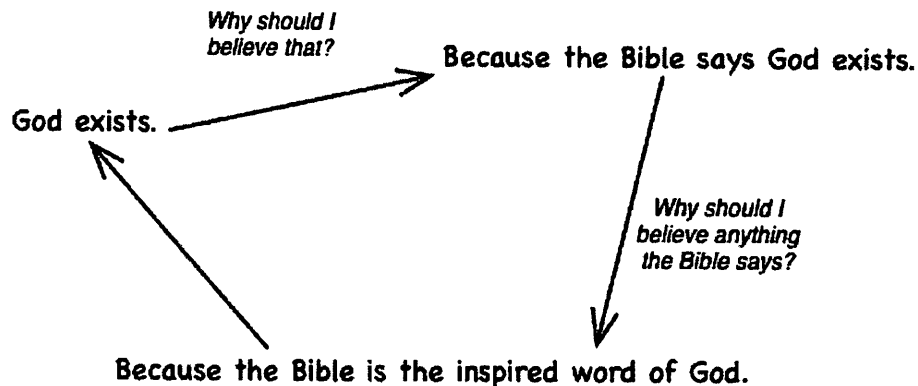 Why should I
believe that?
Because the Bible says God exists.
God exists.
Why should I
believe anything
the Bible says?
Because the Bible is the inspired word of God.